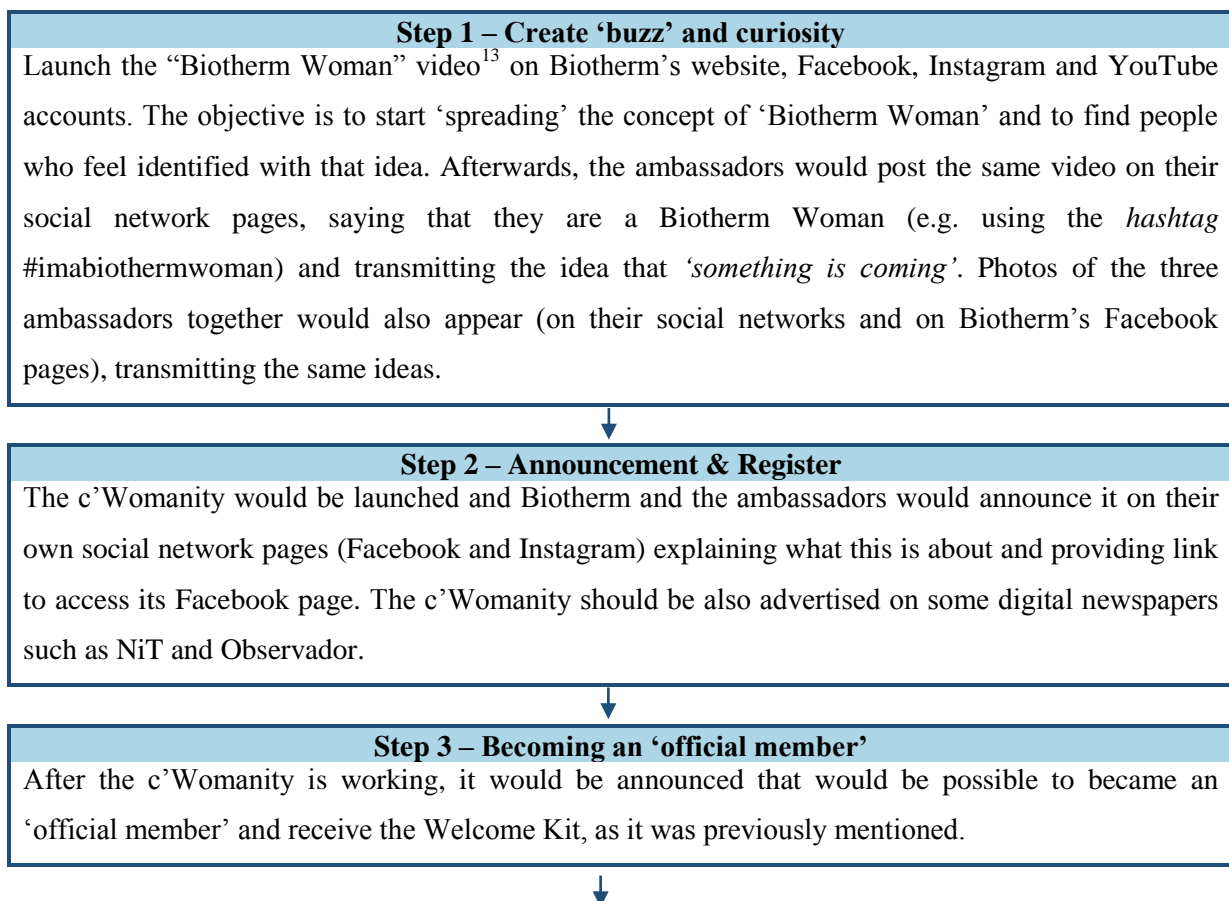 Step 1 – Create ‘buzz’ and curiosity
Launch the “Biotherm Woman” video13 on Biotherm’s website, Facebook, Instagram and YouTube
accounts. The objective is to start ‘spreading’ the concept of ‘Biotherm Woman’ and to find people
who feel identified with that idea. Afterwards, the ambassadors would post the same video on their
social network pages, saying that they are a Biotherm Woman (e.g. using the hashtag
#imabiothermwoman) and transmitting the idea that ‘something is coming’. Photos of the three
ambassadors together would also appear (on their social networks and on Biotherm’s Facebook
pages), transmitting the same ideas.
Step 2 – Announcement & Register
The c’Womanity would be launched and Biotherm and the ambassadors would announce it on their
own social network pages (Facebook and Instagram) explaining what this is about and providing link
to access its Facebook page. The c’Womanity should be also advertised on some digital newspapers
such as NiT and Observador.
Step 3 – Becoming an ‘official member’
After the c’Womanity is working, it would be announced that would be possible to became an
‘official member’ and receive the Welcome Kit, as it was previously mentioned.